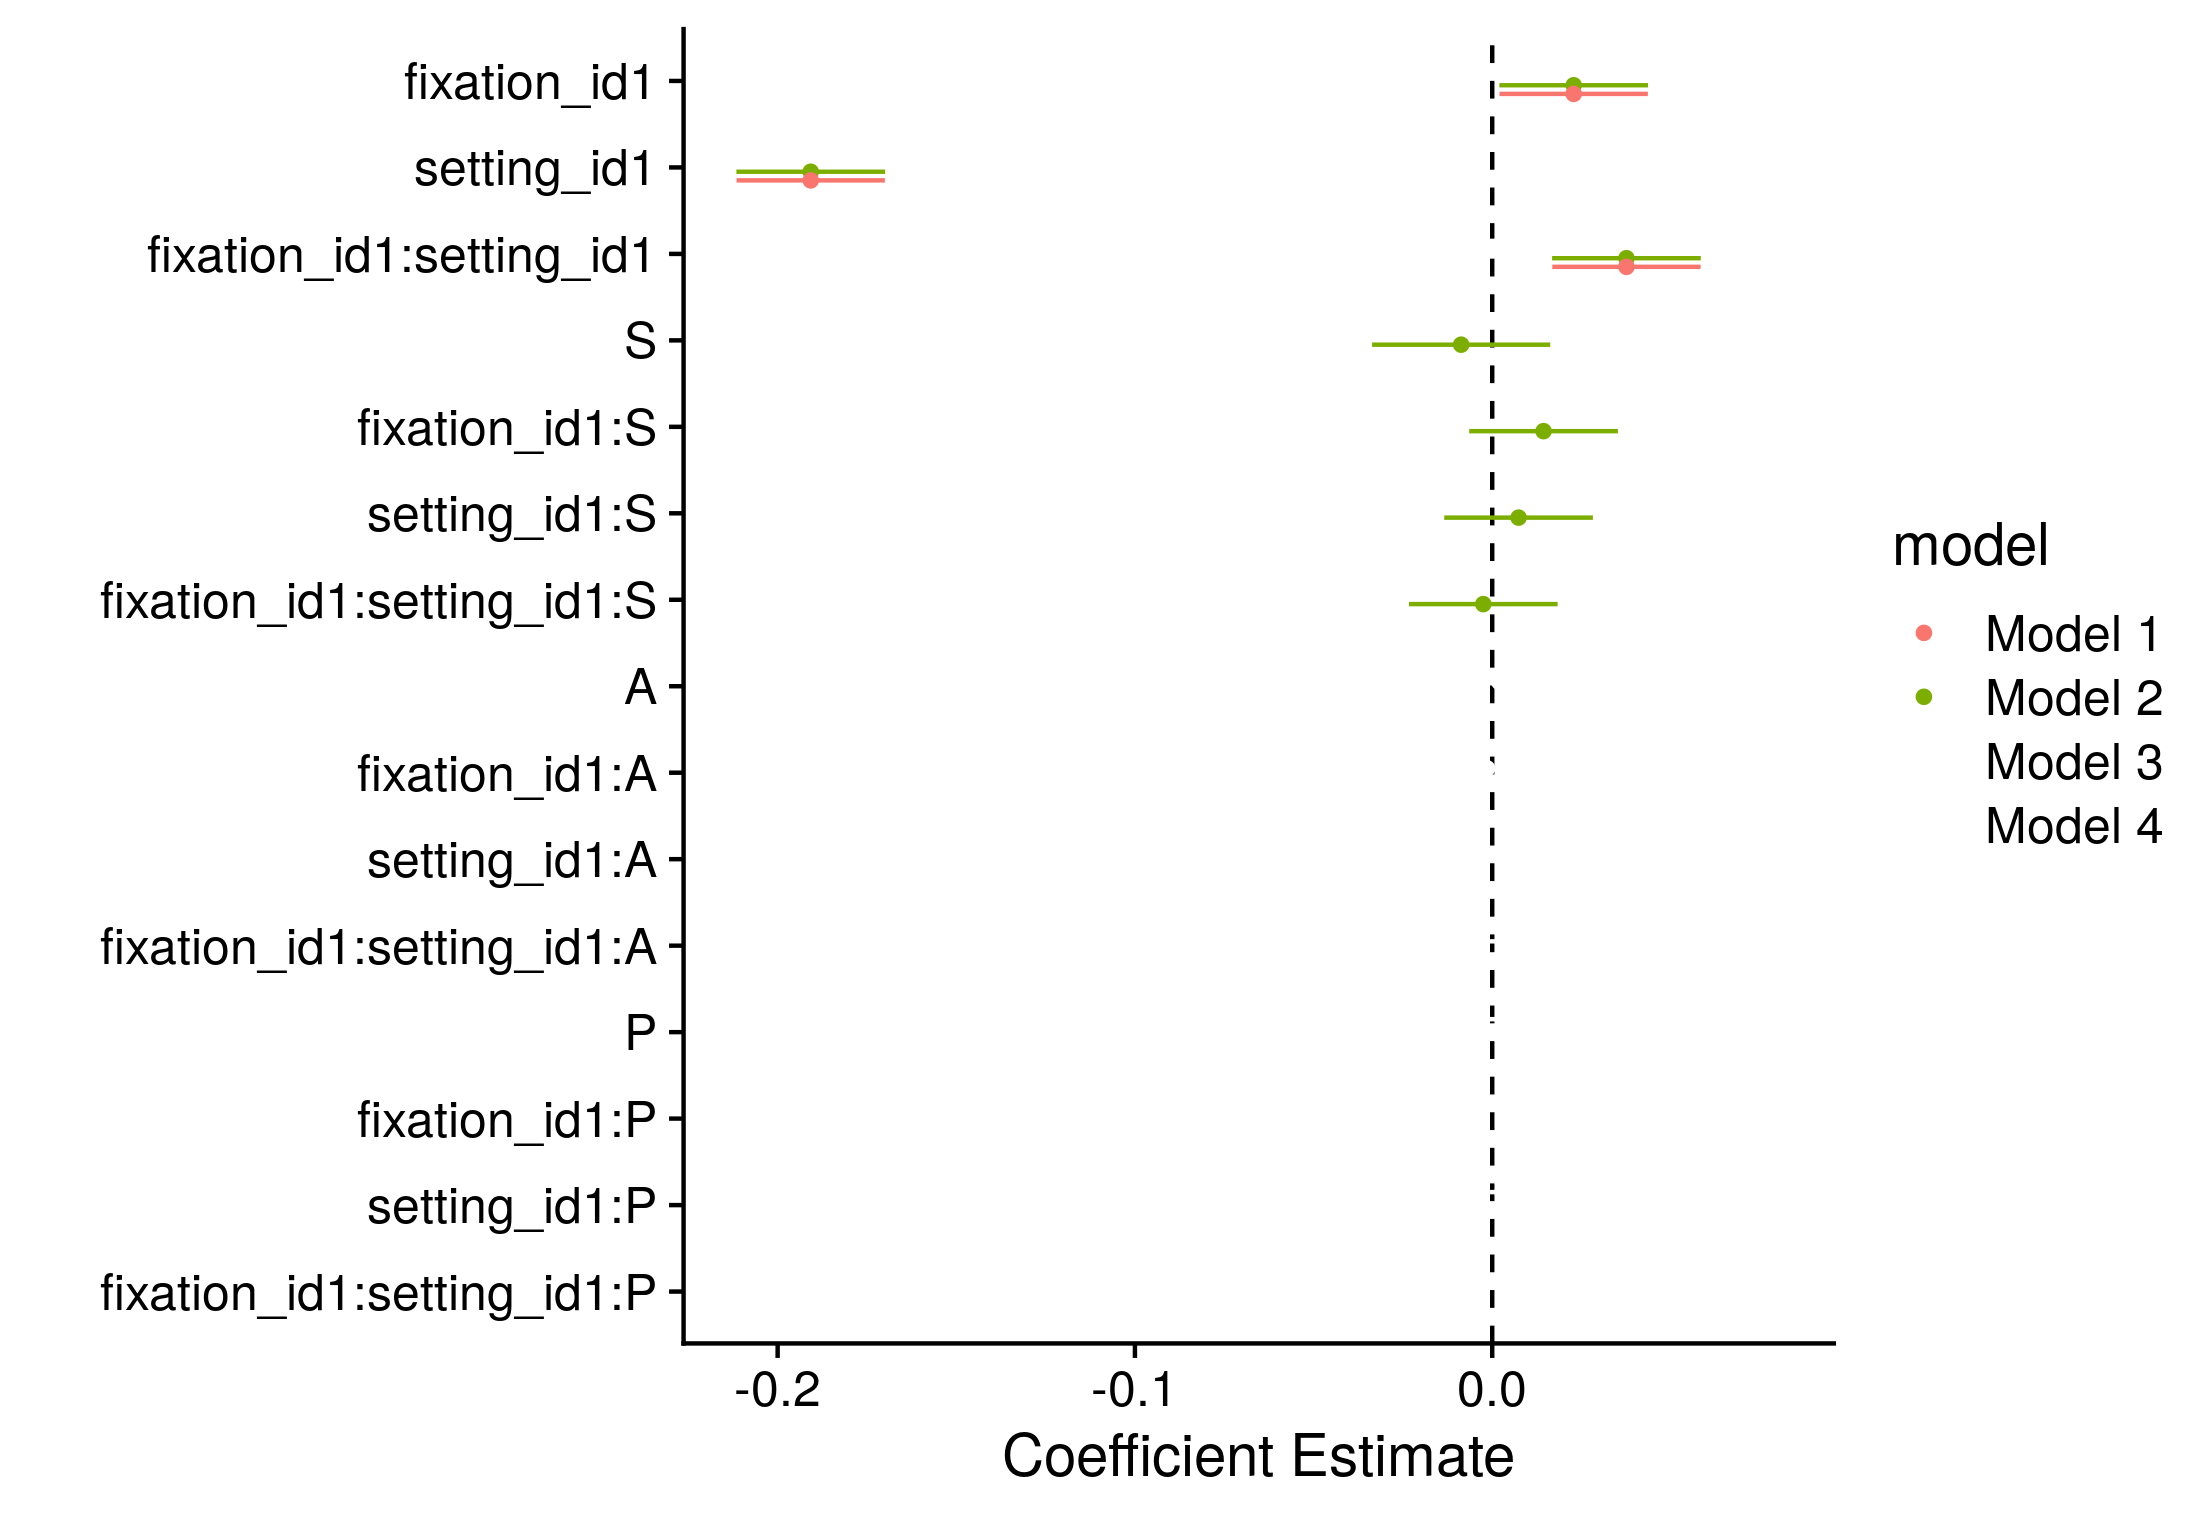 fixation_id1
setting_id1
fixation_id1:setting_id1
S
fixation_id1:S
setting_id1:S
fixation_id1:setting_id1:S
A
fixation_id1:A
setting_id1:A
fixation_id1:setting_id1:A
P
fixation_id1:P
setting_id1:P
fixation_id1:setting_id1:P
-0.2 -0.1 0.0
Coefficient Estimate
model
Model 1
Model 2
Model 3
Model 4